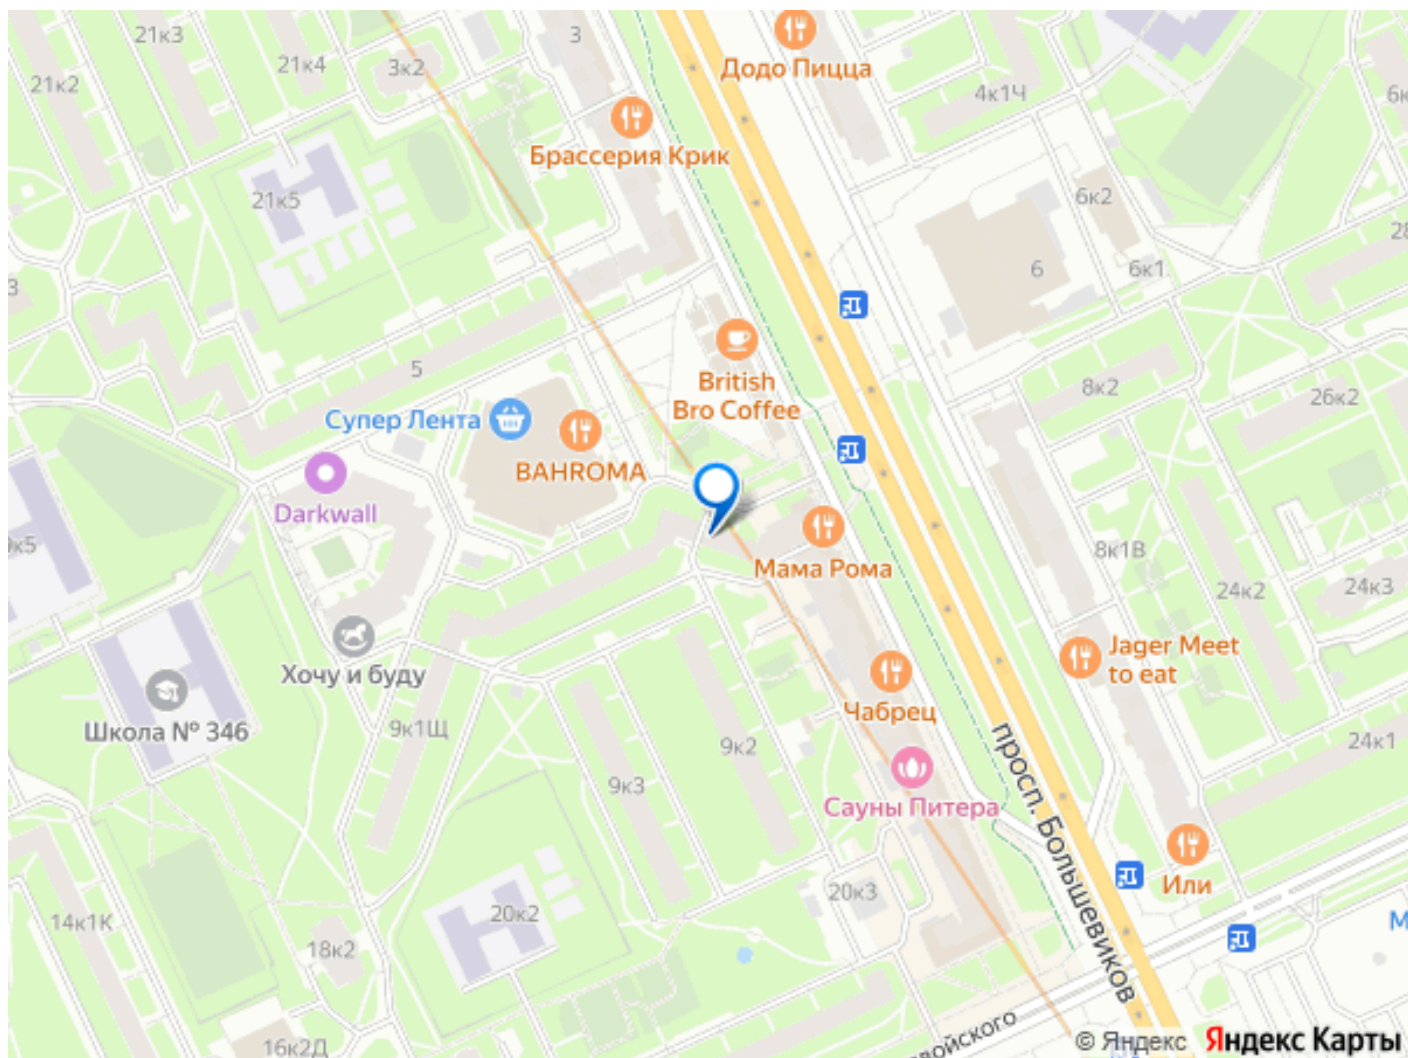 21к3
3
Додо Пицца
21к4
3к2
21к2
4к1Ч
Брассерия Крик
21к5
6к2
6
6к1
3
British
Bro Coffee
5
8к2
26к2
Супер Лента
BAHROMA
Darkwall
Мама Рома
8к1В
24к2
24к3
Хочу и буду
Jager Meet
to eat
Школа № 346
Чабрец
9к1Щ
9к2
9к3
24к1
Сауны Питера
просп. Большевиков
Или
20к3
14к1К
20к2
18к2
16к2Д
© Яндекс Яндекс Карты